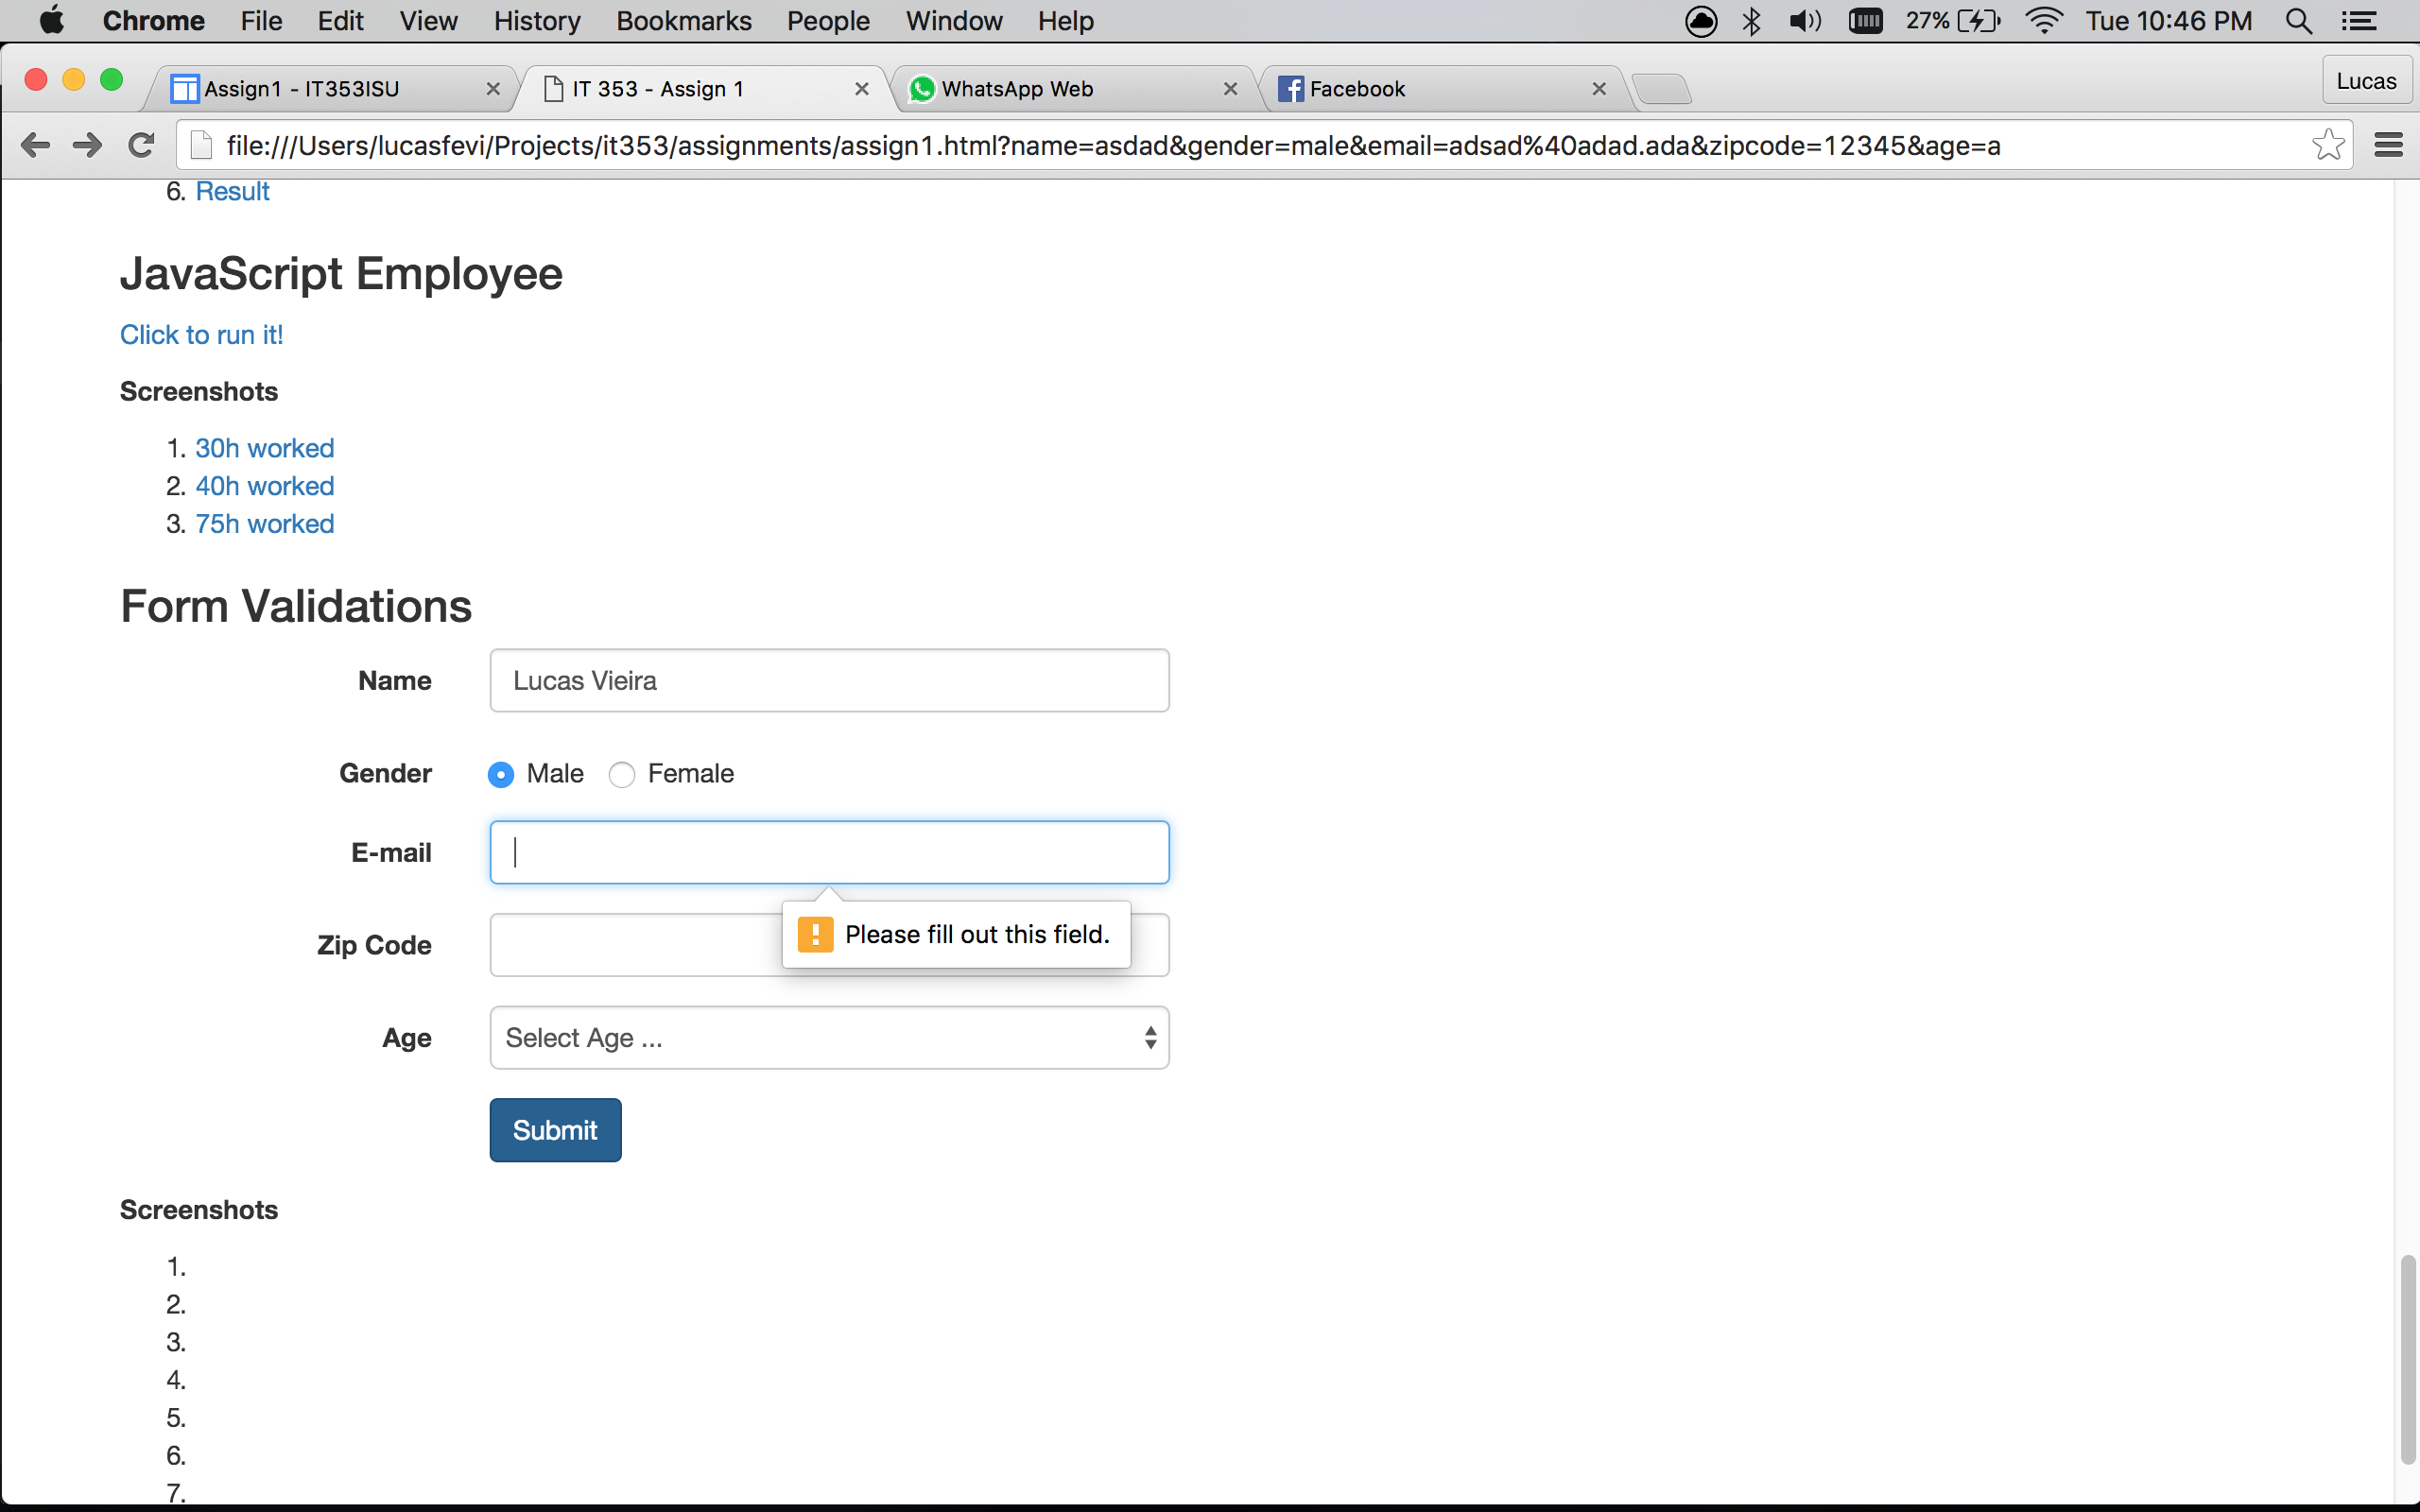 Chrome File Edit View History Bookmarks People Window Help 27% Tue 10:46 PM
Assign1 - IT353ISU IT 353 - Assign 1 WhatsApp Web Facebook Lucas
file:///Users/lucasfevi/Projects/it353/assignments/assign1.html?name=asdad&gender=male&email=adsad%40adad.ada&zipcode=12345&age=a
6. Result
JavaScript Employee
Click to run it!
Screenshots
1. 30h worked
2. 40h worked
3. 75h worked
Form Validations
Name Lucas Vieira
Gender Male Female
E-mail
Please fill out this field.
Zip Code
Age Select Age ...
Submit
Screenshots
1.
2.
3.
4.
5.
6.
7.